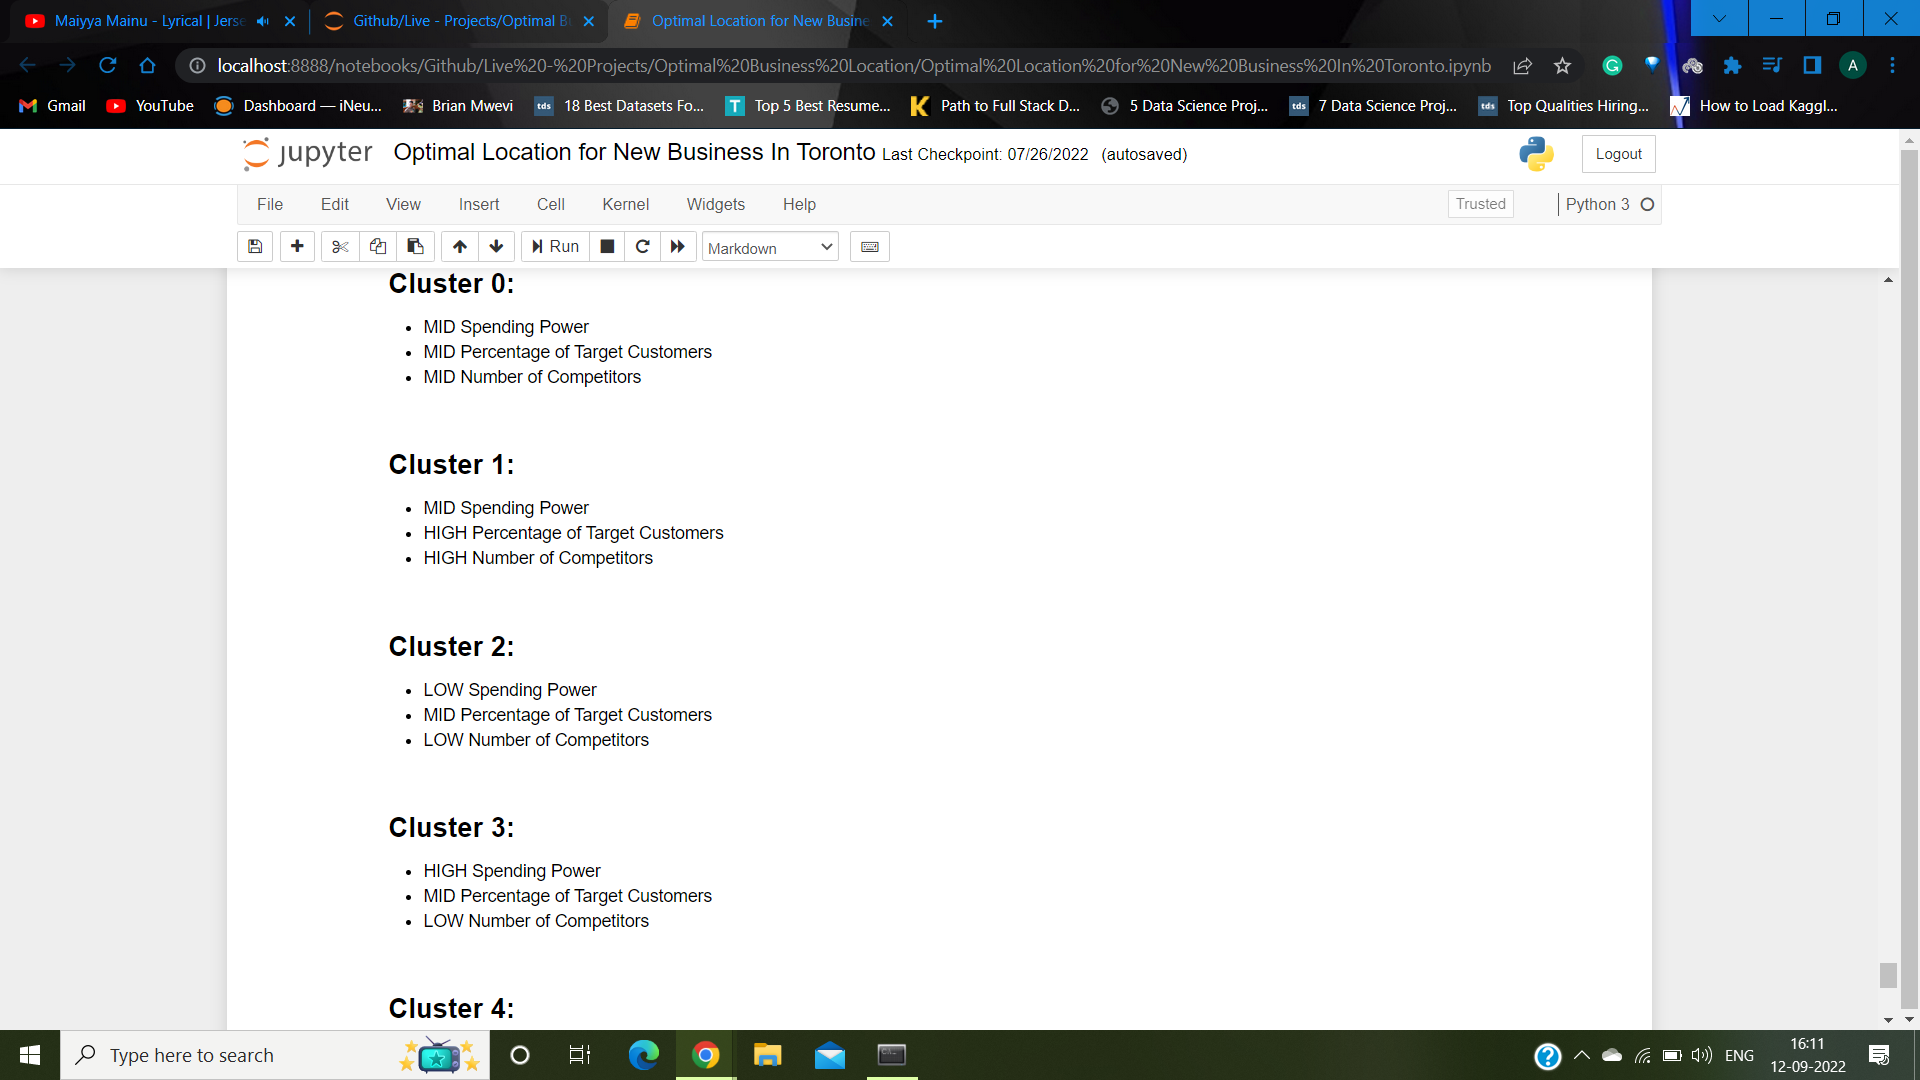 Maiyya Mainu - Lyrical | Jerse
Github/Live - Projects/Optimal B
Optimal Location for New Busine
localhost:8888/notebooks/Github/Live%20-%20Projects/Optimal%20Business%20Location/Optimal%20Location%20for%20New%20Business%20In%20Toronto.ipynb
A
Gmail
YouTube
Dashboard — iNeu...
Brian Mwevi
tds 18 Best Datasets Fo...
T Top 5 Best Resume...
Path to Full Stack D...
5 Data Science Proj...
tds 7 Data Science Proj...
tds Top Qualities Hiring...
How to Load Kaggl...
jupyter Optimal Location for New Business In Toronto Last Checkpoint: 07/26/2022 (autosaved)
Logout
File Edit View Insert Cell Kernel Widgets Help
Trusted
Python 3
Run
Markdown
Cluster 0:
MID Spending Power
MID Percentage of Target Customers
MID Number of Competitors
Cluster 1:
MID Spending Power
HIGH Percentage of Target Customers
HIGH Number of Competitors
Cluster 2:
LOW Spending Power
MID Percentage of Target Customers
LOW Number of Competitors
Cluster 3:
HIGH Spending Power
MID Percentage of Target Customers
LOW Number of Competitors
Cluster 4:
Type here to search
ENG
16:11
12-09-2022